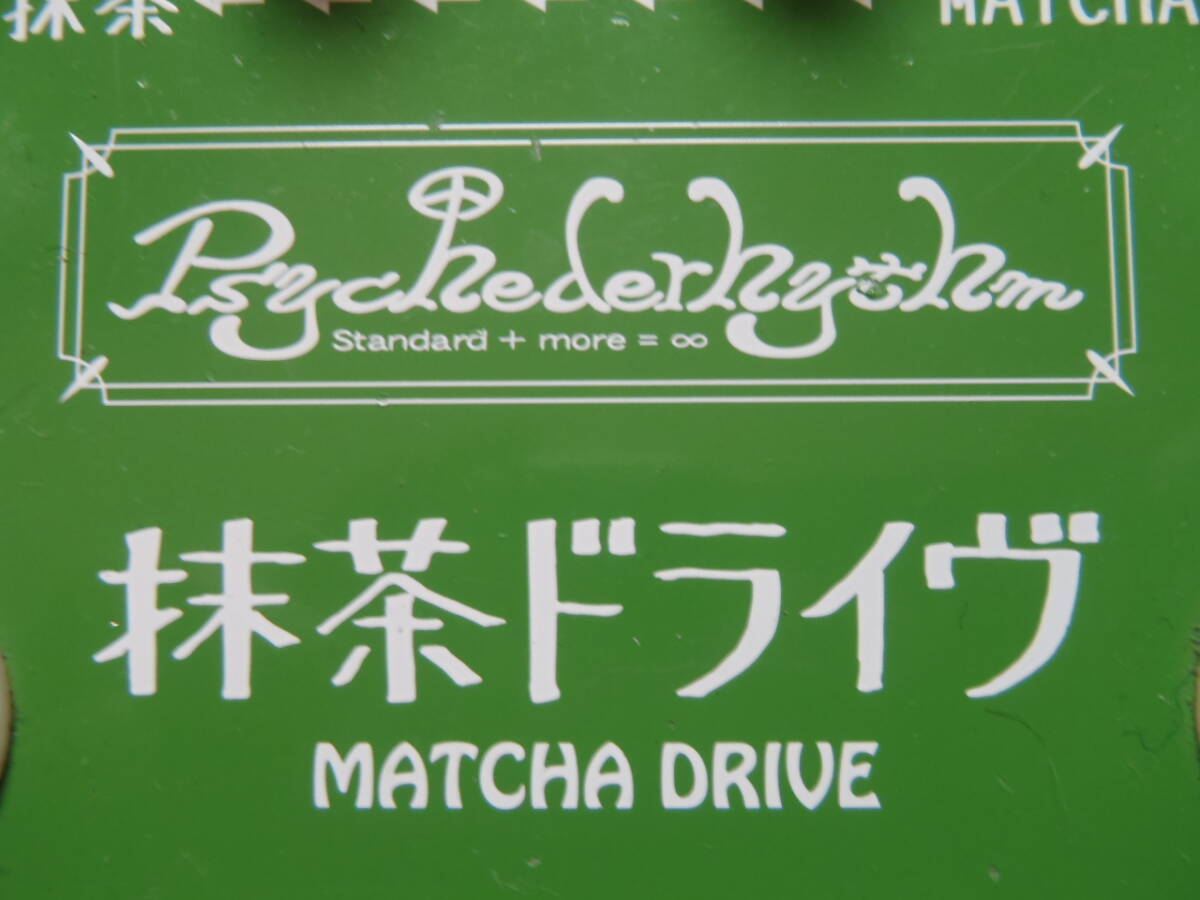 抹茶 MATCHA
Psychederhythm
Standard + more = ∞
抹茶ドライヴ
MATCHA DRIVE